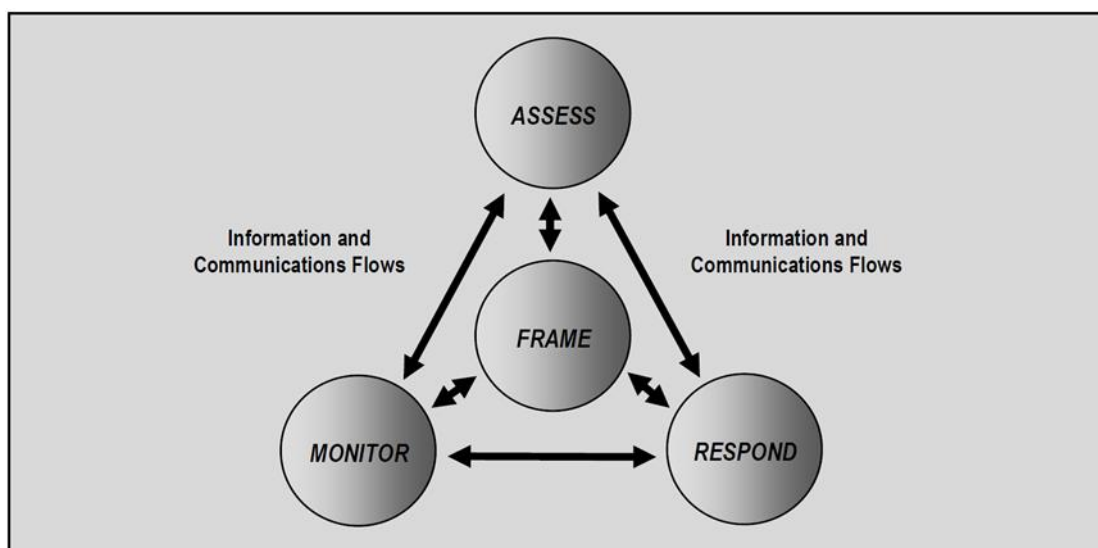 ASSESS
Information and
Communications Flows
Information and
Communications Flows
FRAME
MONITOR
RESPOND